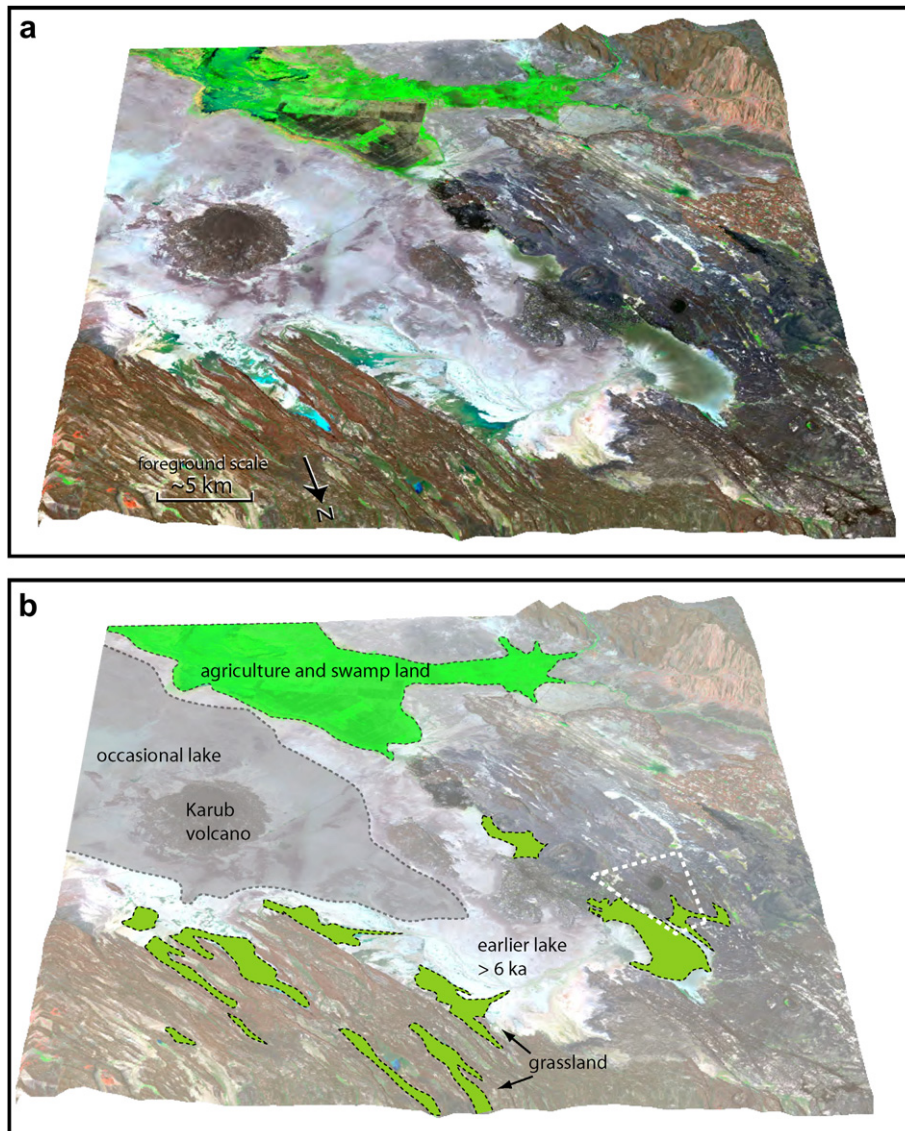 a
foreground scale
~5 km
N
b
agriculture and swamp land
occasional lake
Karub
volcano
earlier lake
> 6 ka
grassland